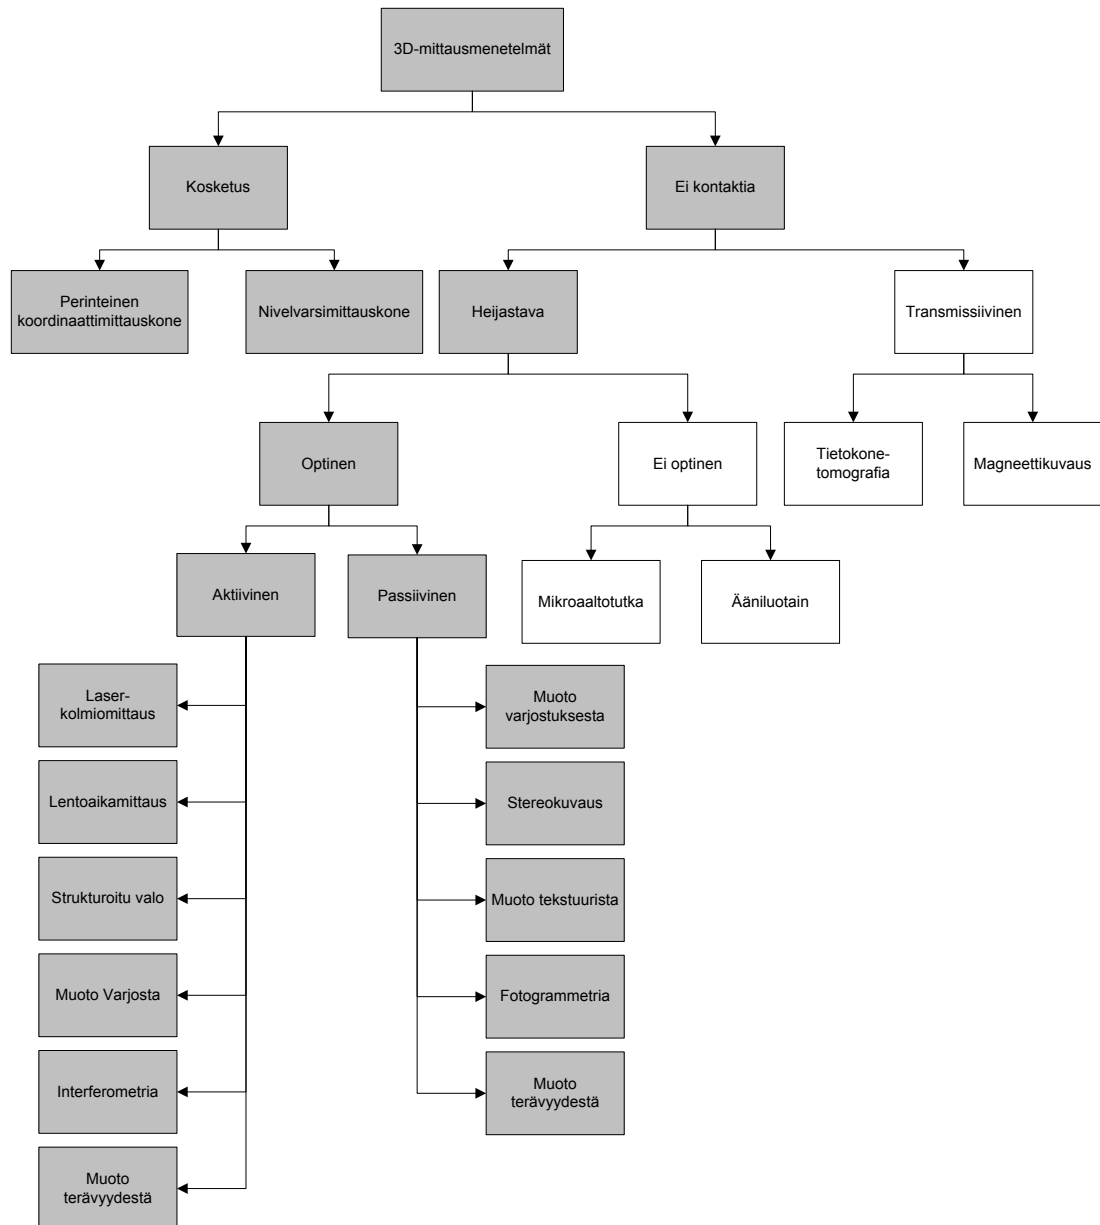 3D-mittausmenetelmät
Kosketus
Ei kontaktia
Perinteinen
koordinaattimittauskone
Nivelvarsimittauskone
Heijastava
Transmissiivinen
Optinen
Ei optinen
Tietokone-
tomografia
Magneettikuvaus
Aktiivinen
Passiivinen
Mikroaaltotutka
Ääniluotain
Laser-
kolmiomittaus
Muoto
varjostuksesta
Lentoaikamittaus
Stereokuvaus
Strukturoitu valo
Muoto tekstuurista
Muoto Varjosta
Fotogrammetria
Interferometria
Muoto
terävyydestä
Muoto
terävyydestä